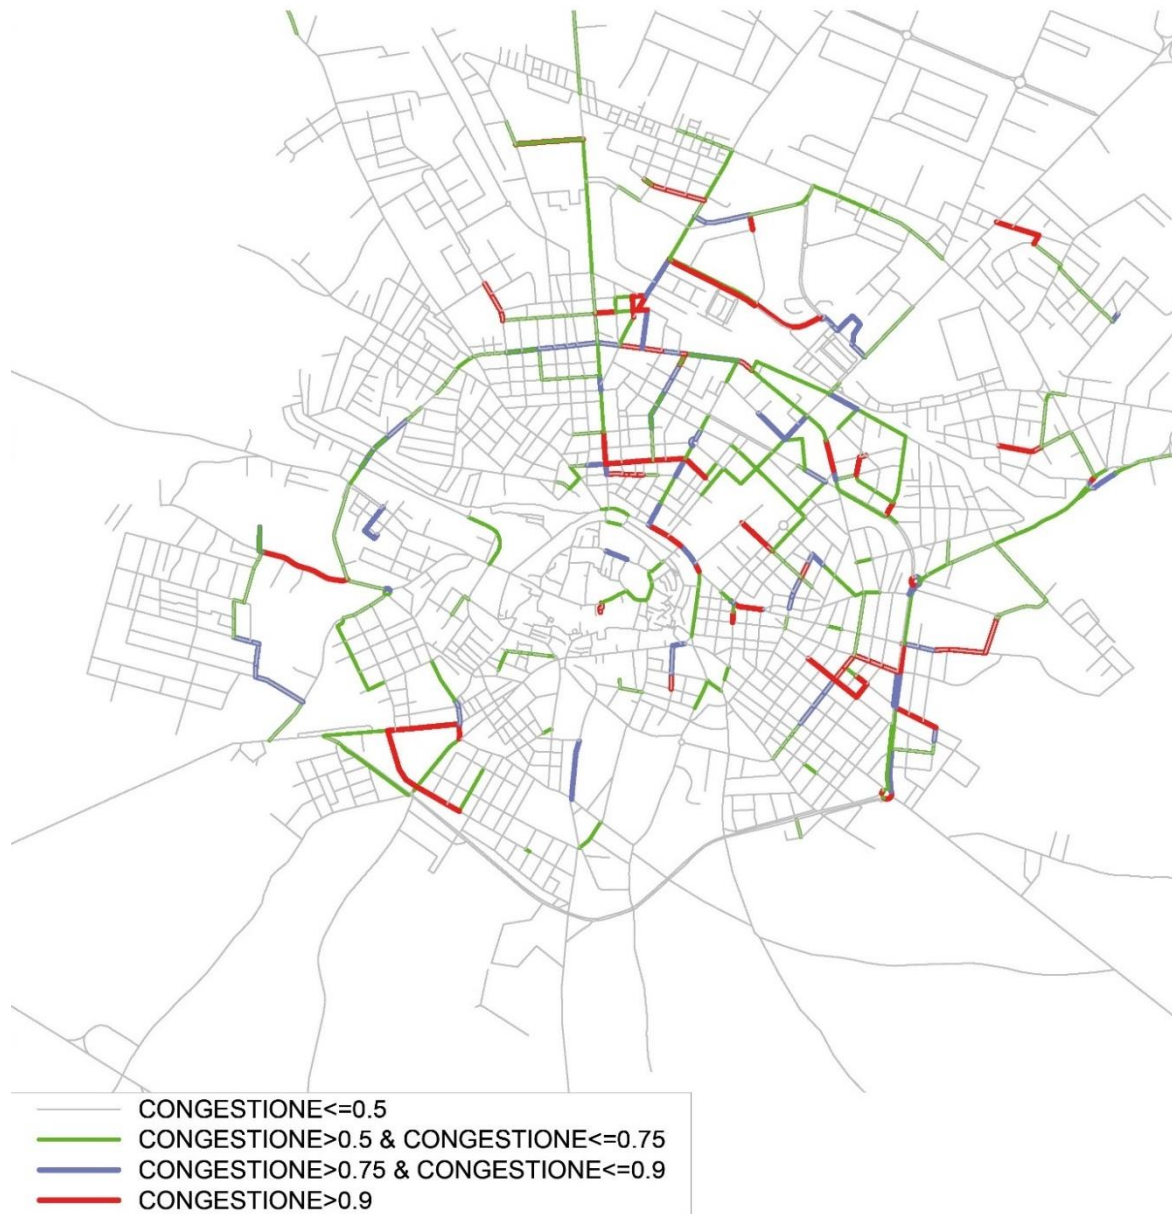 CONGESTIONE<=0.5
CONGESTIONE>0.5 & CONGESTIONE<=0.75
CONGESTIONE>0.75 & CONGESTIONE<=0.9
CONGESTIONE>0.9